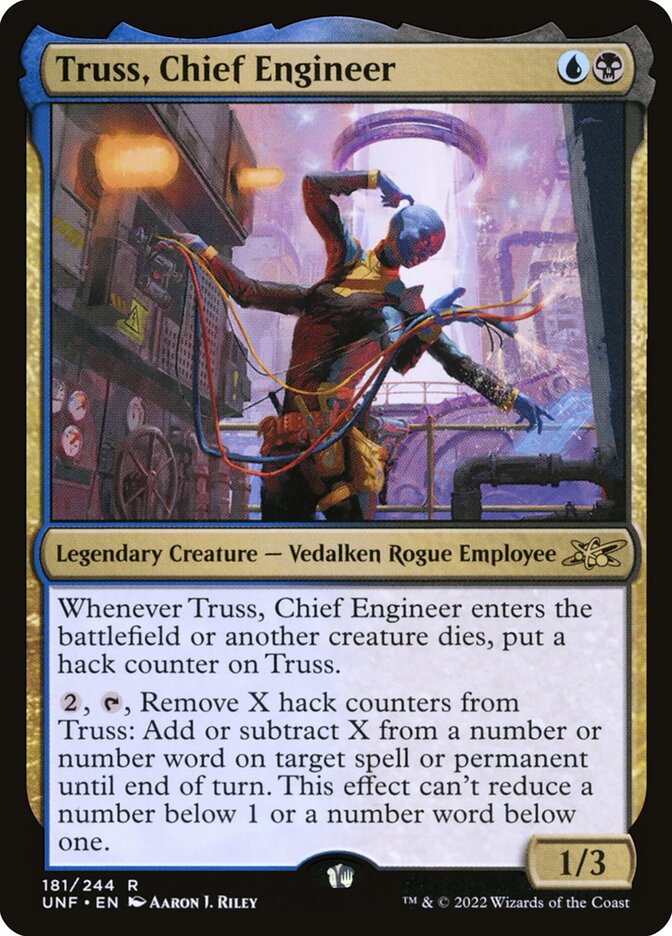 Truss, Chief Engineer
Legendary Creature — Vedalken Rogue Employee
Whenever Truss, Chief Engineer enters the
battlefield or another creature dies, put a
hack counter on Truss.
2, , Remove X hack counters from
Truss: Add or subtract X from a number or
number word on target spell or permanent
until end of turn. This effect can't reduce a
number below 1 or a number word below
one.
1/3
181/244 R
UNF • EN Aaron J. Riley
™ & © 2022 Wizards of the Coast